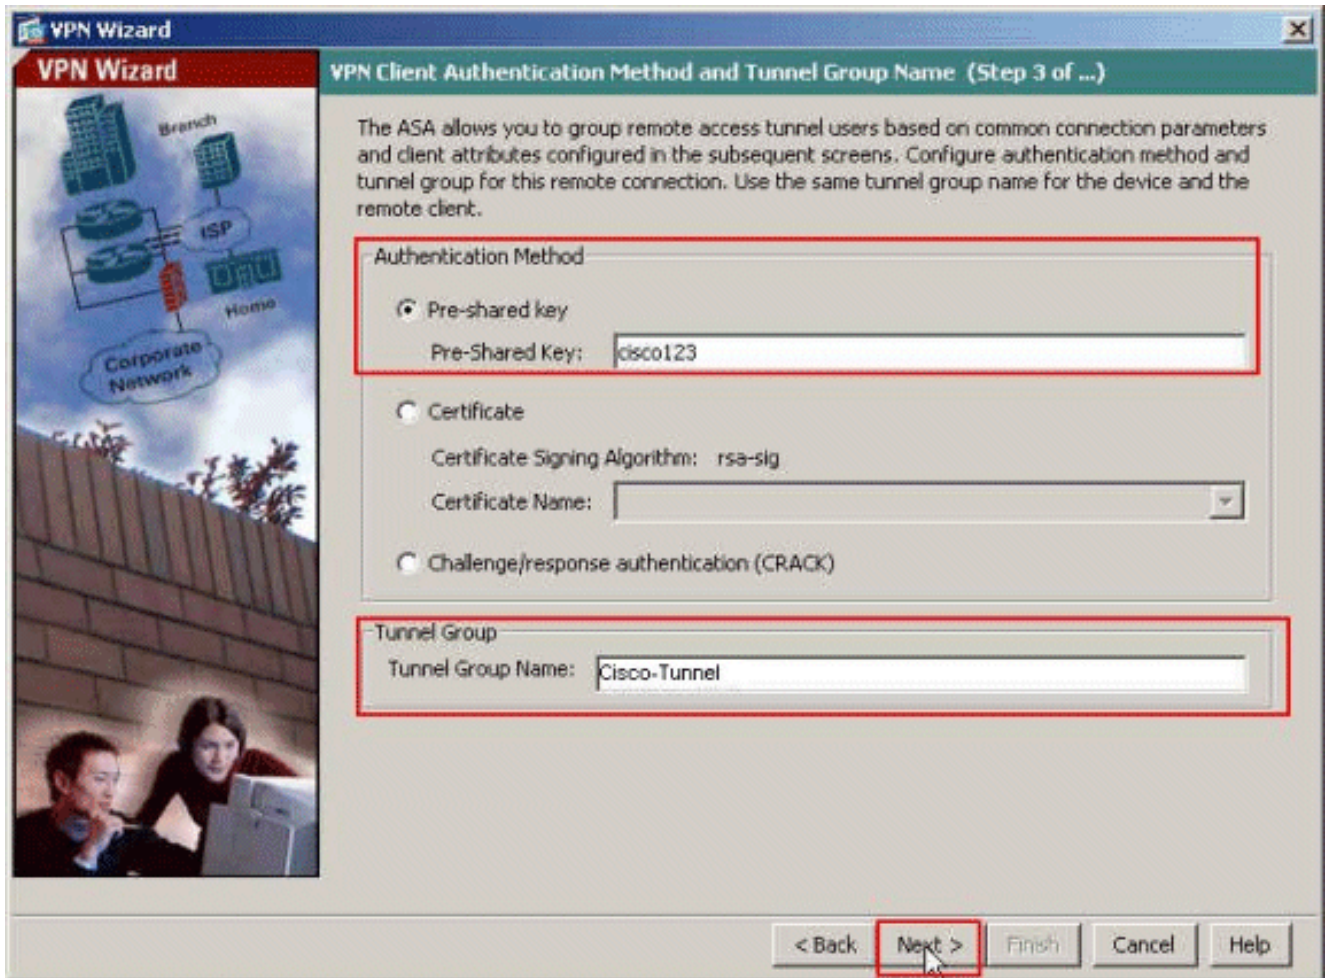 VPN Wizard
VPN Wizard
VPN Client Authentication Method and Tunnel Group Name (Step 3 of ...)
Branch
ISP
Home
Corporate
Network
The ASA allows you to group remote access tunnel users based on common connection parameters
and client attributes configured in the subsequent screens. Configure authentication method and
tunnel group for this remote connection. Use the same tunnel group name for the device and the
remote client.
Authentication Method
Pre-shared key
Pre-Shared Key: cisco123
Certificate
Certificate Signing Algorithm: rsa-sig
Certificate Name:
Challenge/response authentication (CRACK)
Tunnel Group
Tunnel Group Name: Cisco-Tunnel
< Back Next > Finish Cancel Help